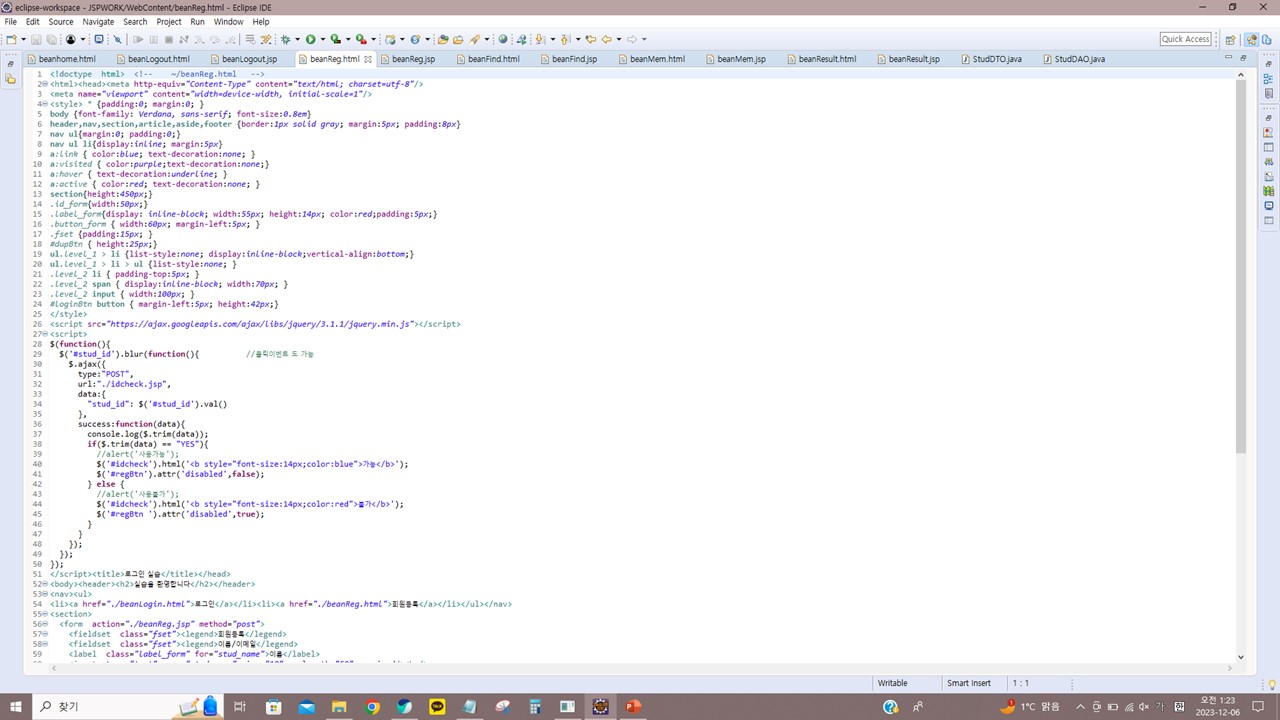 eclipse-workspace - JSPWORK/WebContent/beanReg.html - Eclipse IDE
File Edit Source Navigate Search Project Run Window Help
Quick Access
beanhome.html beanLogout.html beanLogout.jsp beanReg.html beanReg.jsp beanFind.html beanFind.jsp beanMem.html beanMem.jsp beanResult.html beanResult.jsp StudDTO.java StudDAO.java
1 <!doctype html> <!-- ~/beanReg.html -->
2 <html><head><meta http-equiv="Content-Type" content="text/html; charset=utf-8"/>
3 <meta name="viewport" content="width=device-width, initial-scale=1"/>
4 <style> * {padding:0; margin:0; }
5 body {font-family: Verdana, sans-serif; font-size:0.8em}
6 header,nav,section,article,aside,footer {border:1px solid gray; margin:5px; padding:8px}
7 nav ul{margin:0; padding:0;}
8 nav ul li{display:inline; margin:5px}
9 a:link { color:blue; text-decoration:none; }
10 a:visited { color:purple;text-decoration:none;}
11 a:hover { text-decoration:underline; }
12 a:active { color:red; text-decoration:none; }
13 section{height:450px;}
14 .id_form{width:50px;}
15 .label_form{display: inline-block; width:55px; height:14px; color:red;padding:5px;}
16 .button_form { width:60px; margin-left:5px; }
17 .fset {padding:15px; }
18 #dupBtn { height:25px;}
19 ul.level_1 > li {list-style:none; display:inline-block;vertical-align:bottom;}
20 ul.level_1 > li > ul {list-style:none; }
21 .level_2 li { padding-top:5px; }
22 .level_2 span { display:inline-block; width:70px; }
23 .level_2 input { width:100px; }
24 #loginBtn button { margin-left:5px; height:42px;}
25 </style>
26 <script src="https://ajax.googleapis.com/ajax/libs/jquery/3.1.1/jquery.min.js"></script>
27 <script>
28 $(function(){
29 $('#stud_id').blur(function(){ //클릭이벤트 도 가능
30 $.ajax({
31 type:"POST",
32 url:"./idcheck.jsp",
33 data:{
34 "stud_id": $('#stud_id').val()
35 },
36 success:function(data){
37 console.log($.trim(data));
38 if($.trim(data) == "YES"){
39 //alert('사용가능');
40 $('#idcheck').html('<b style="font-size:14px;color:blue">가능</b>');
41 $('#regBtn').attr('disabled',false);
42 } else {
43 //alert('사용불가');
44 $('#idcheck').html('<b style="font-size:14px;color:red">불가</b>');
45 $('#regBtn ').attr('disabled',true);
46 }
47 }
48 });
49 });
50 });
51 </script><title>로그인 실습</title></head>
52 <body><header><h2>실습을 환영합니다</h2></header>
53 <nav><ul>
54 <li><a href="./beanLogin.html">로그인</a></li><li><a href="./beanReg.html">회원등록</a></li></ul></nav>
55 <section>
56 <form action="./beanReg.jsp" method="post">
57 <fieldset class="fset"><legend>회원등록</legend>
58 <fieldset class="fset"><legend>이름/이메일</legend>
59 <label class="label_form" for="stud_name">이름</label>
Writable Smart Insert 1 : 1
찾기
1°C 맑음
가
오전 1:23
2023-12-06